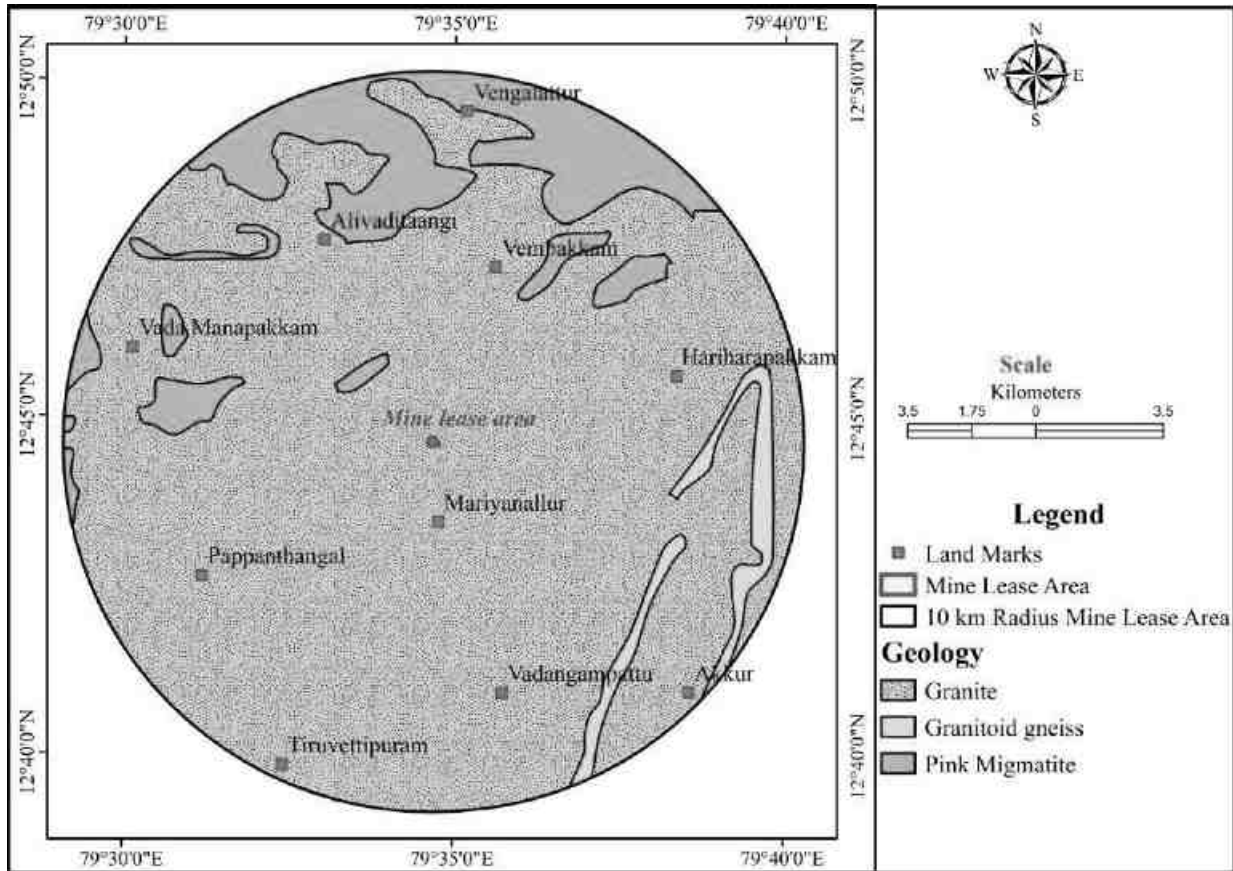 79°30'0"E 79°35'0"E 79°40'0"E
12°50'0"N 12°50'0"N
12°45'0"N 12°45'0"N
12°40'0"N 12°40'0"N
Vengalattur
Alivaditaangi
Vembakkam
Vada Manapakkam
Hariharapakkam
Mine lease area
Mariyanallur
Pappanthangal
Vadangampattu
Akkur
Tiruvettipuram
79°30'0"E 79°35'0"E 79°40'0"E
N
W E
S
Scale
Kilometers
3.5 1.75 0 3.5
Legend
Land Marks
Mine Lease Area
10 km Radius Mine Lease Area
Geology
Granite
Granitoid gneiss
Pink Migmatite